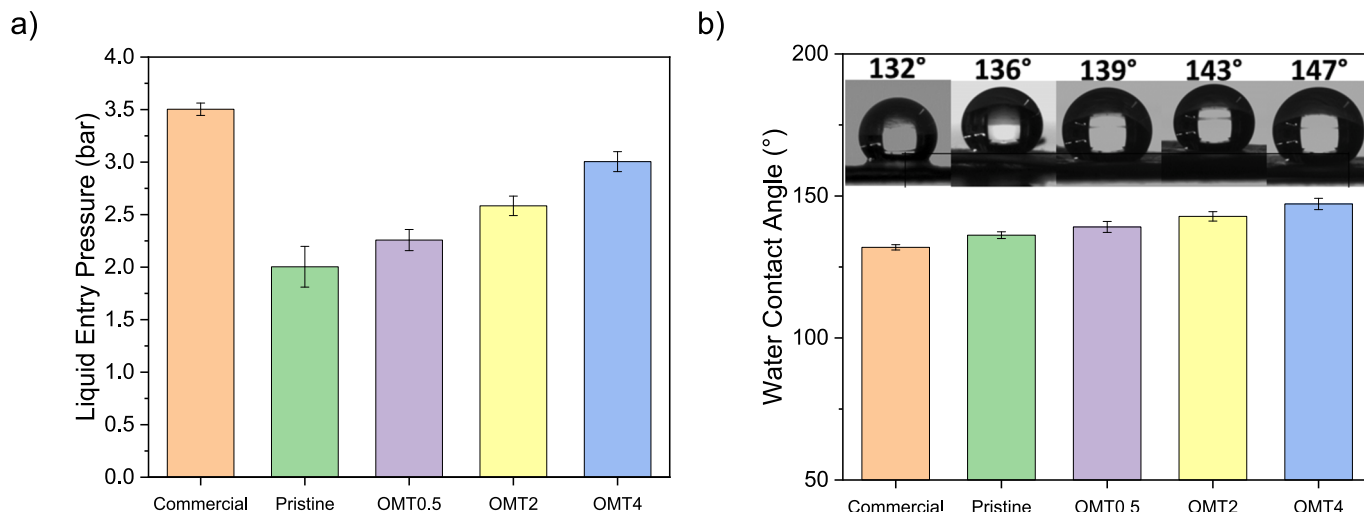 a)
Liquid Entry Pressure (bar)
4.0
3.5
3.0
2.5
2.0
1.5
1.0
0.5
0.0
Commercial Pristine OMT0.5 OMT2 OMT4
b)
Water Contact Angle (°)
200
150
100
50
132° 136° 139° 143° 147°
Commercial Pristine OMT0.5 OMT2 OMT4